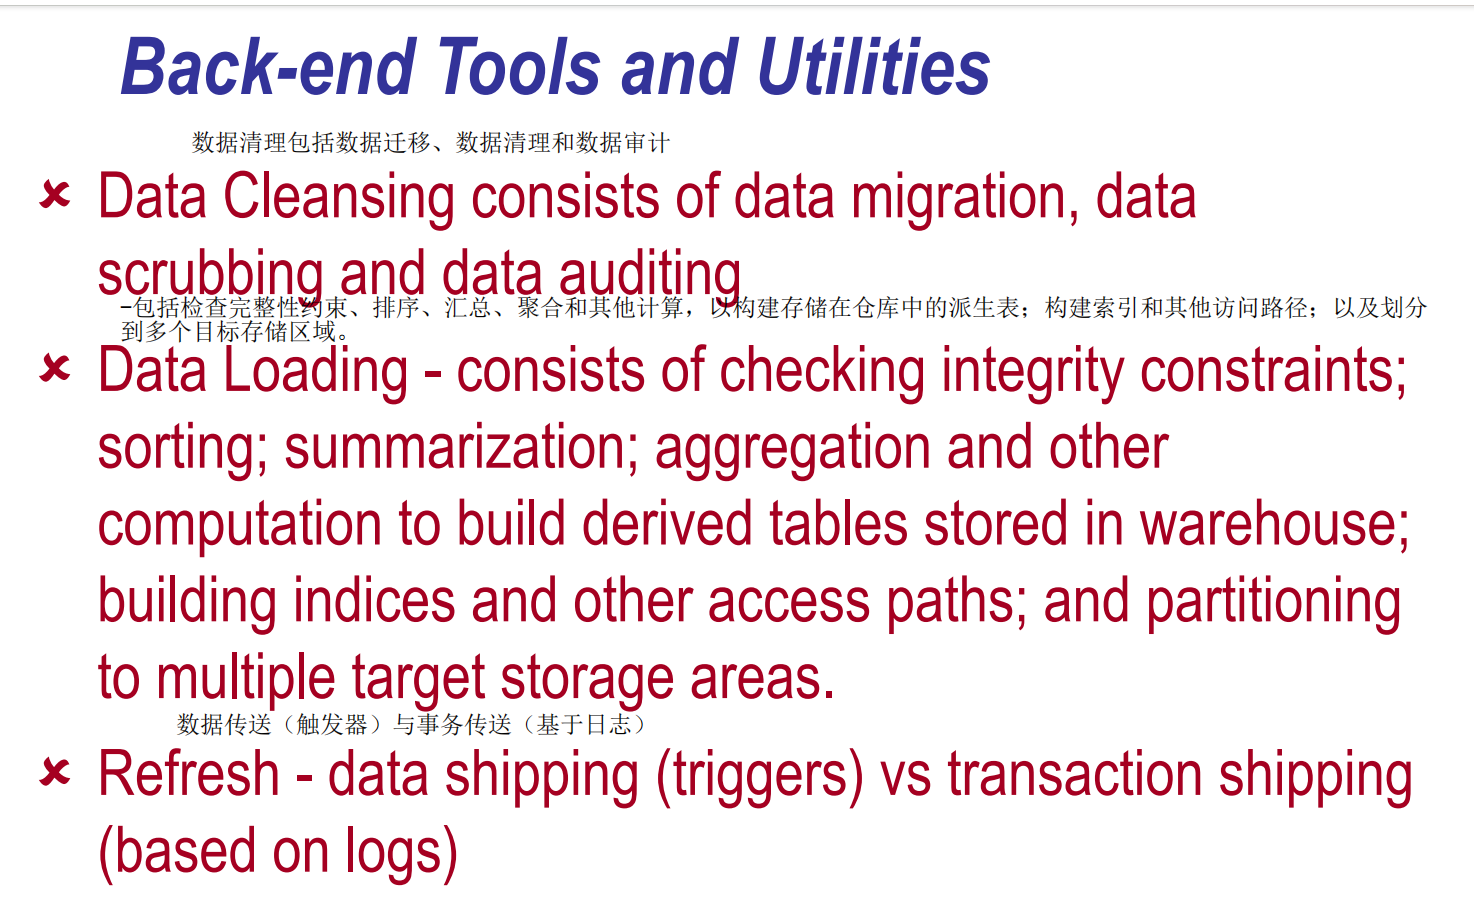 Back-end Tools and Utilities
数据清理包括数据迁移、数据清理和数据审计
Data Cleansing consists of data migration, data
scrubbing and data auditing
-包括检查完整性约束、排序、汇总、聚合和其他计算，以构建存储在仓库中的派生表；构建索引和其他访问路径；以及划分
到多个目标存储区域。
Data Loading - consists of checking integrity constraints;
sorting; summarization; aggregation and other
computation to build derived tables stored in warehouse;
building indices and other access paths; and partitioning
to multiple target storage areas.
数据传送（触发器）与事务传送（基于日志）
Refresh - data shipping (triggers) vs transaction shipping
(based on logs)